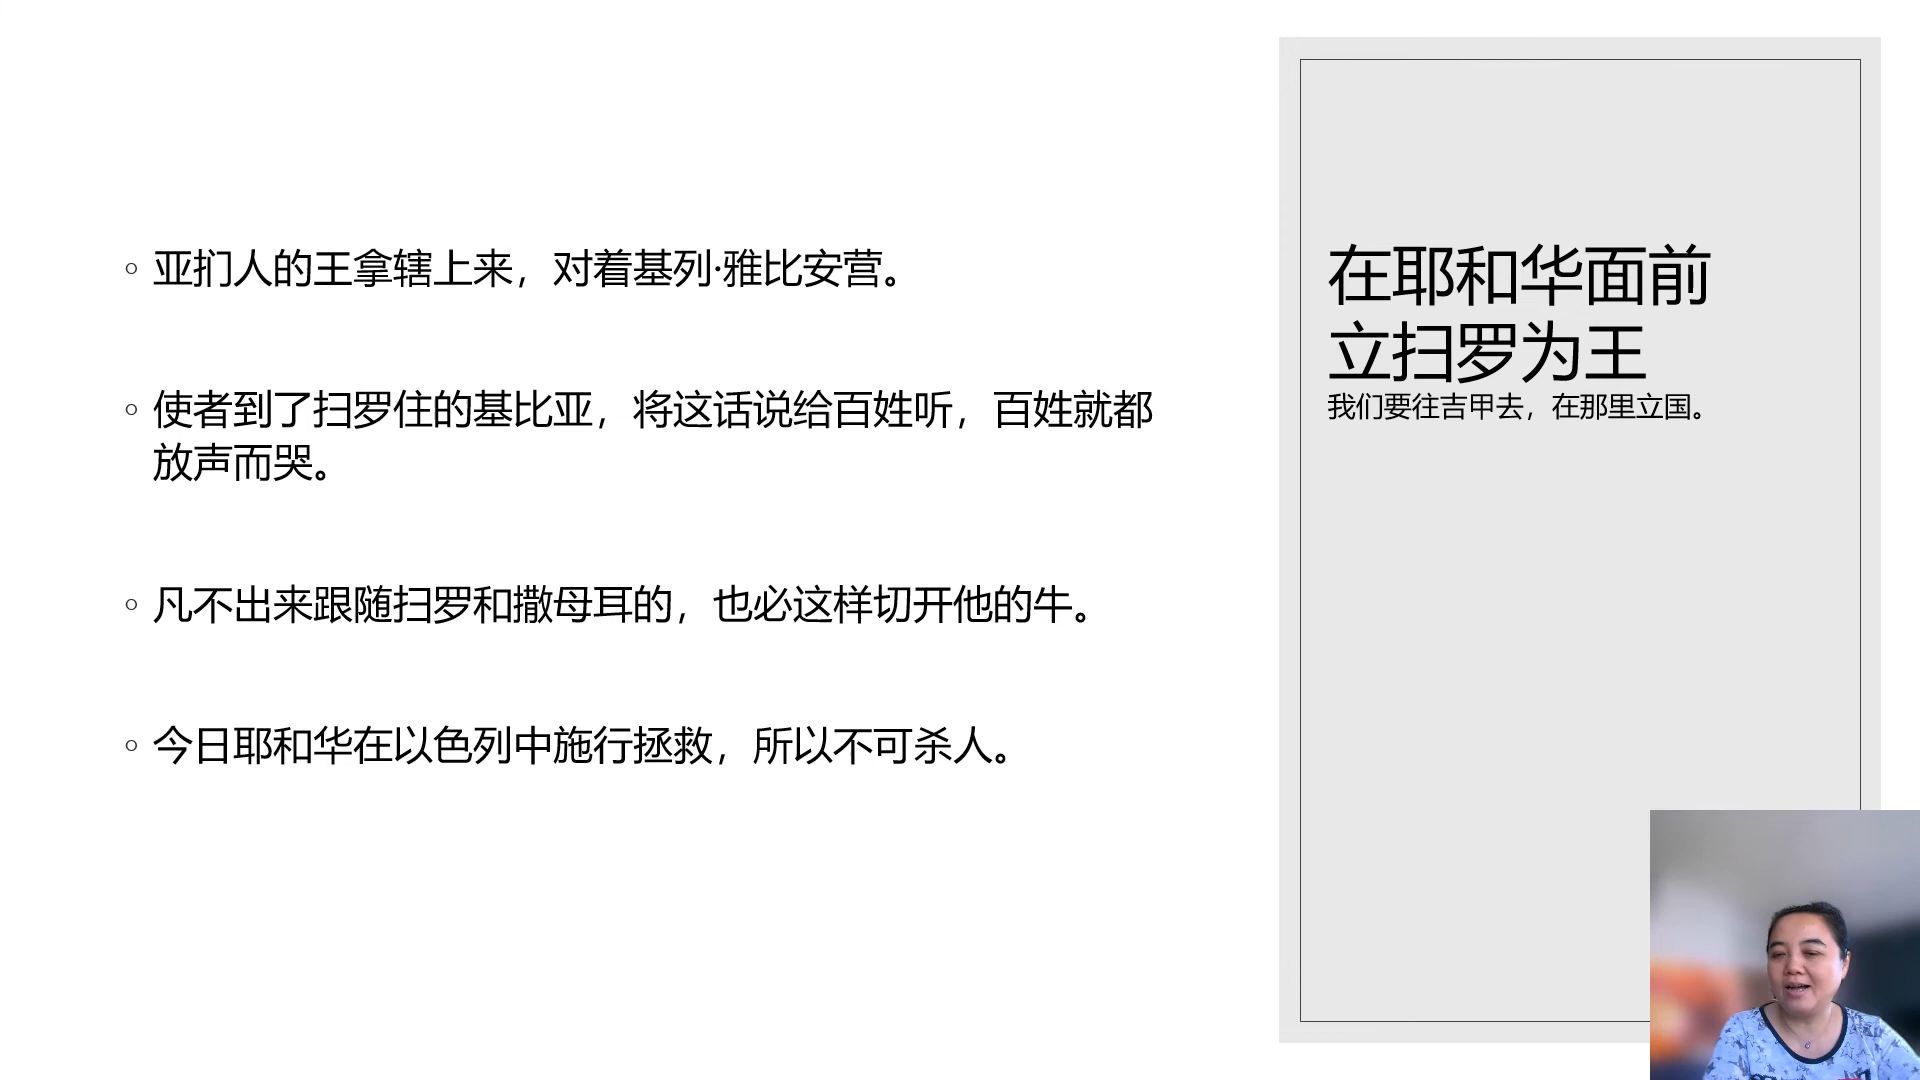 亚扪人的王拿辖上来，对着基列·雅比安营。
使者到了扫罗住的基比亚，将这话说给百姓听，百姓就都
放声而哭。
凡不出来跟随扫罗和撒母耳的，也必这样切开他的牛。
今日耶和华在以色列中施行拯救，所以不可杀人。
在耶和华面前
立扫罗为王
我们要往吉甲去，在那里立国。